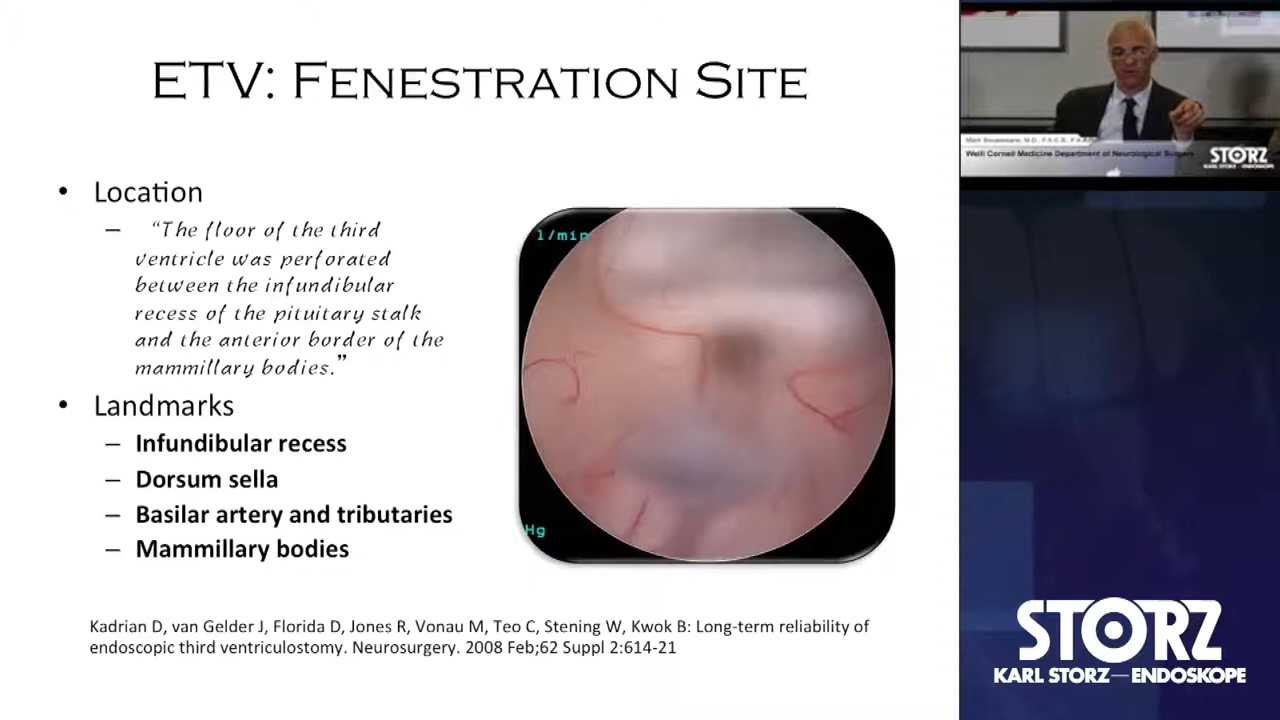 ETV: FENESTRATION SITE
• Location
– “The floor of the third
ventricle was perforated
between the infundibular
recess of the pituitary stalk
and the anterior border of the
mammillary bodies.”
• Landmarks
– Infundibular recess
– Dorsum sella
– Basilar artery and tributaries
– Mammillary bodies
l/min
Hg
Kadrian D, van Gelder J, Florida D, Jones R, Vonau M, Teo C, Stening W, Kwok B: Long-term reliability of
endoscopic third ventriculostomy. Neurosurgery. 2008 Feb;62 Suppl 2:614-21
Weill Cornell Medicine Department of Neurological Surgery
STORZ
KARL STORZ—ENDOSKOPE
STORZ
KARL STORZ—ENDOSKOPE